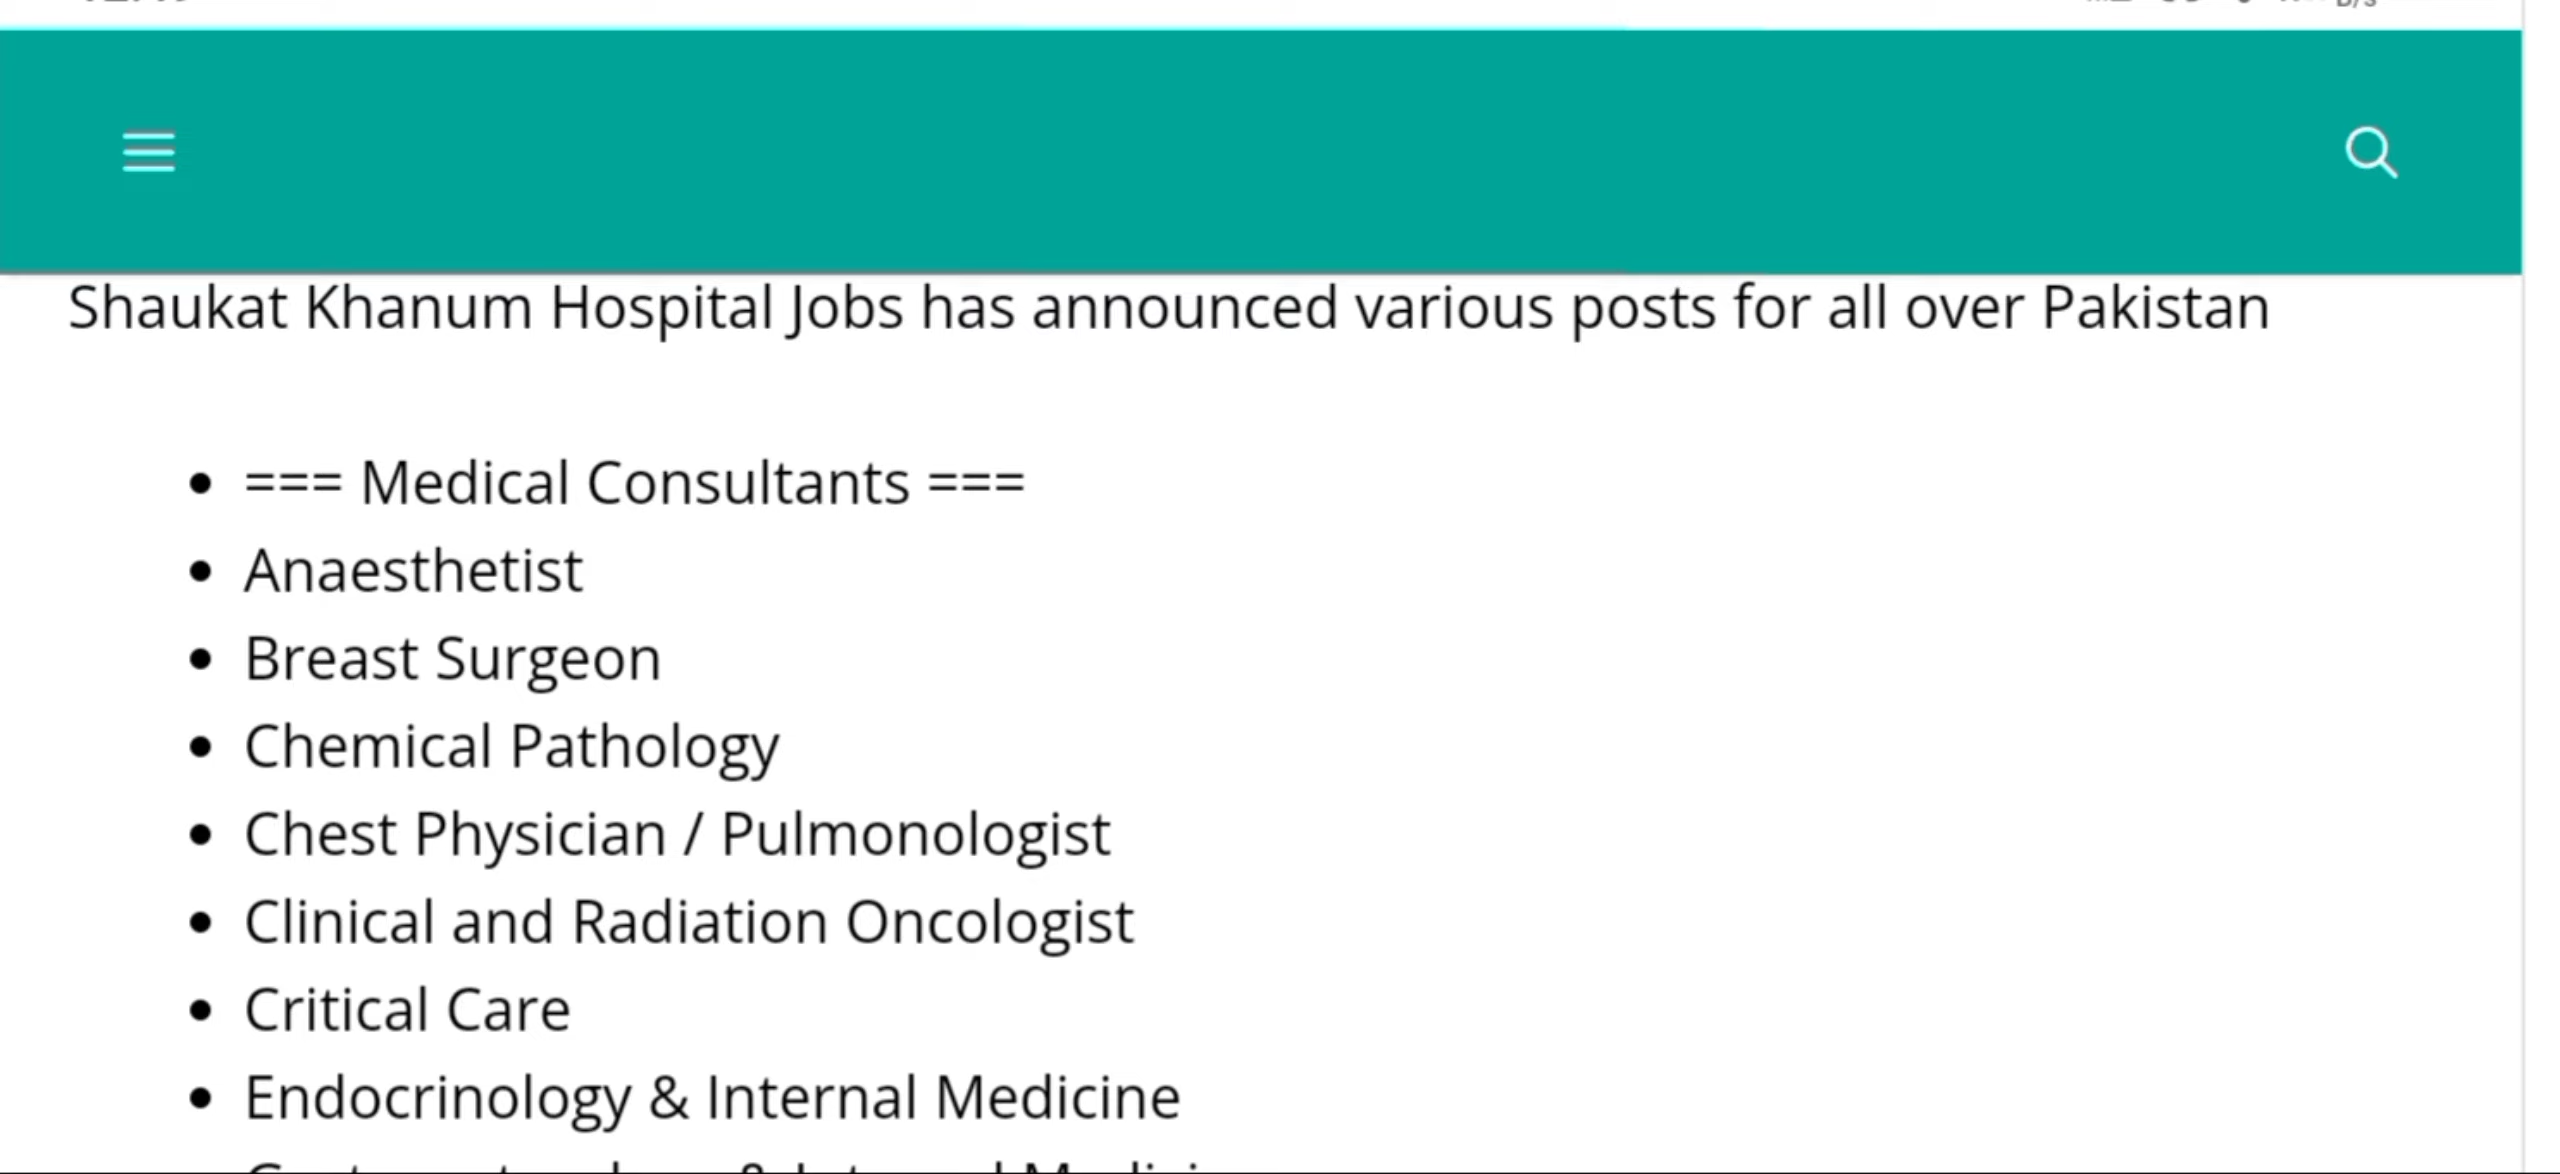 Shaukat Khanum Hospital Jobs has announced various posts for all over Pakistan
• === Medical Consultants ===
• Anaesthetist
• Breast Surgeon
• Chemical Pathology
• Chest Physician / Pulmonologist
• Clinical and Radiation Oncologist
• Critical Care
• Endocrinology & Internal Medicine